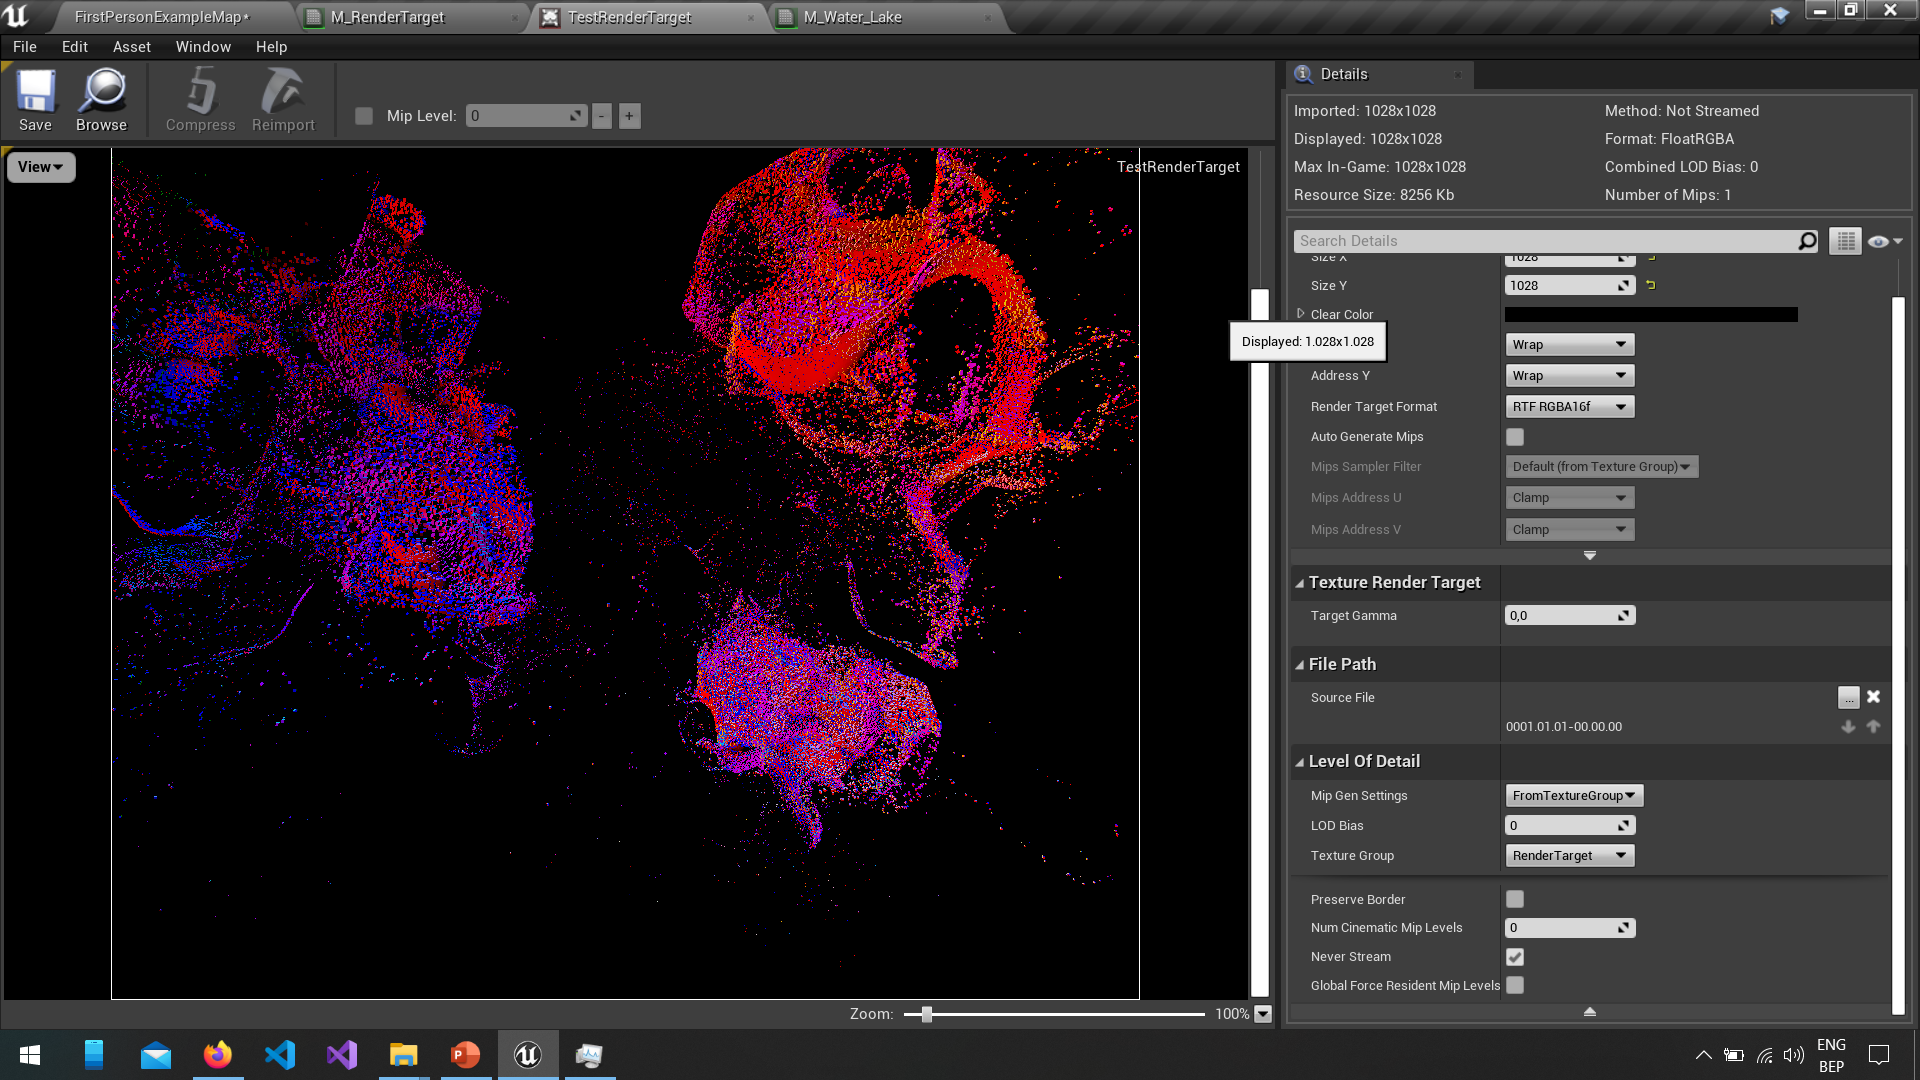 FirstPersonExampleMap*
M_RenderTarget
TestRenderTarget
M_Water_Lake
File Edit Asset Window Help
Save
Browse
Compress
Reimport
Mip Level: 0 - +
View
TestRenderTarget
Zoom: 100%
Details
Imported: 1028x1028
Method: Not Streamed
Displayed: 1028x1028
Format: FloatRGBA
Max In-Game: 1028x1028
Combined LOD Bias: 0
Resource Size: 8256 Kb
Number of Mips: 1
Search Details
Size X 1028
Size Y 1028
Clear Color
Displayed: 1.028x1.028
Wrap
Address Y Wrap
Render Target Format RTF RGBA16f
Auto Generate Mips
Mips Sampler Filter Default (from Texture Group)
Mips Address U Clamp
Mips Address V Clamp
Texture Render Target
Target Gamma 0,0
File Path
Source File ...
0001.01.01-00.00.00
Level Of Detail
Mip Gen Settings FromTextureGroup
LOD Bias 0
Texture Group RenderTarget
Preserve Border
Num Cinematic Mip Levels 0
Never Stream
Global Force Resident Mip Levels
ENG
BEP